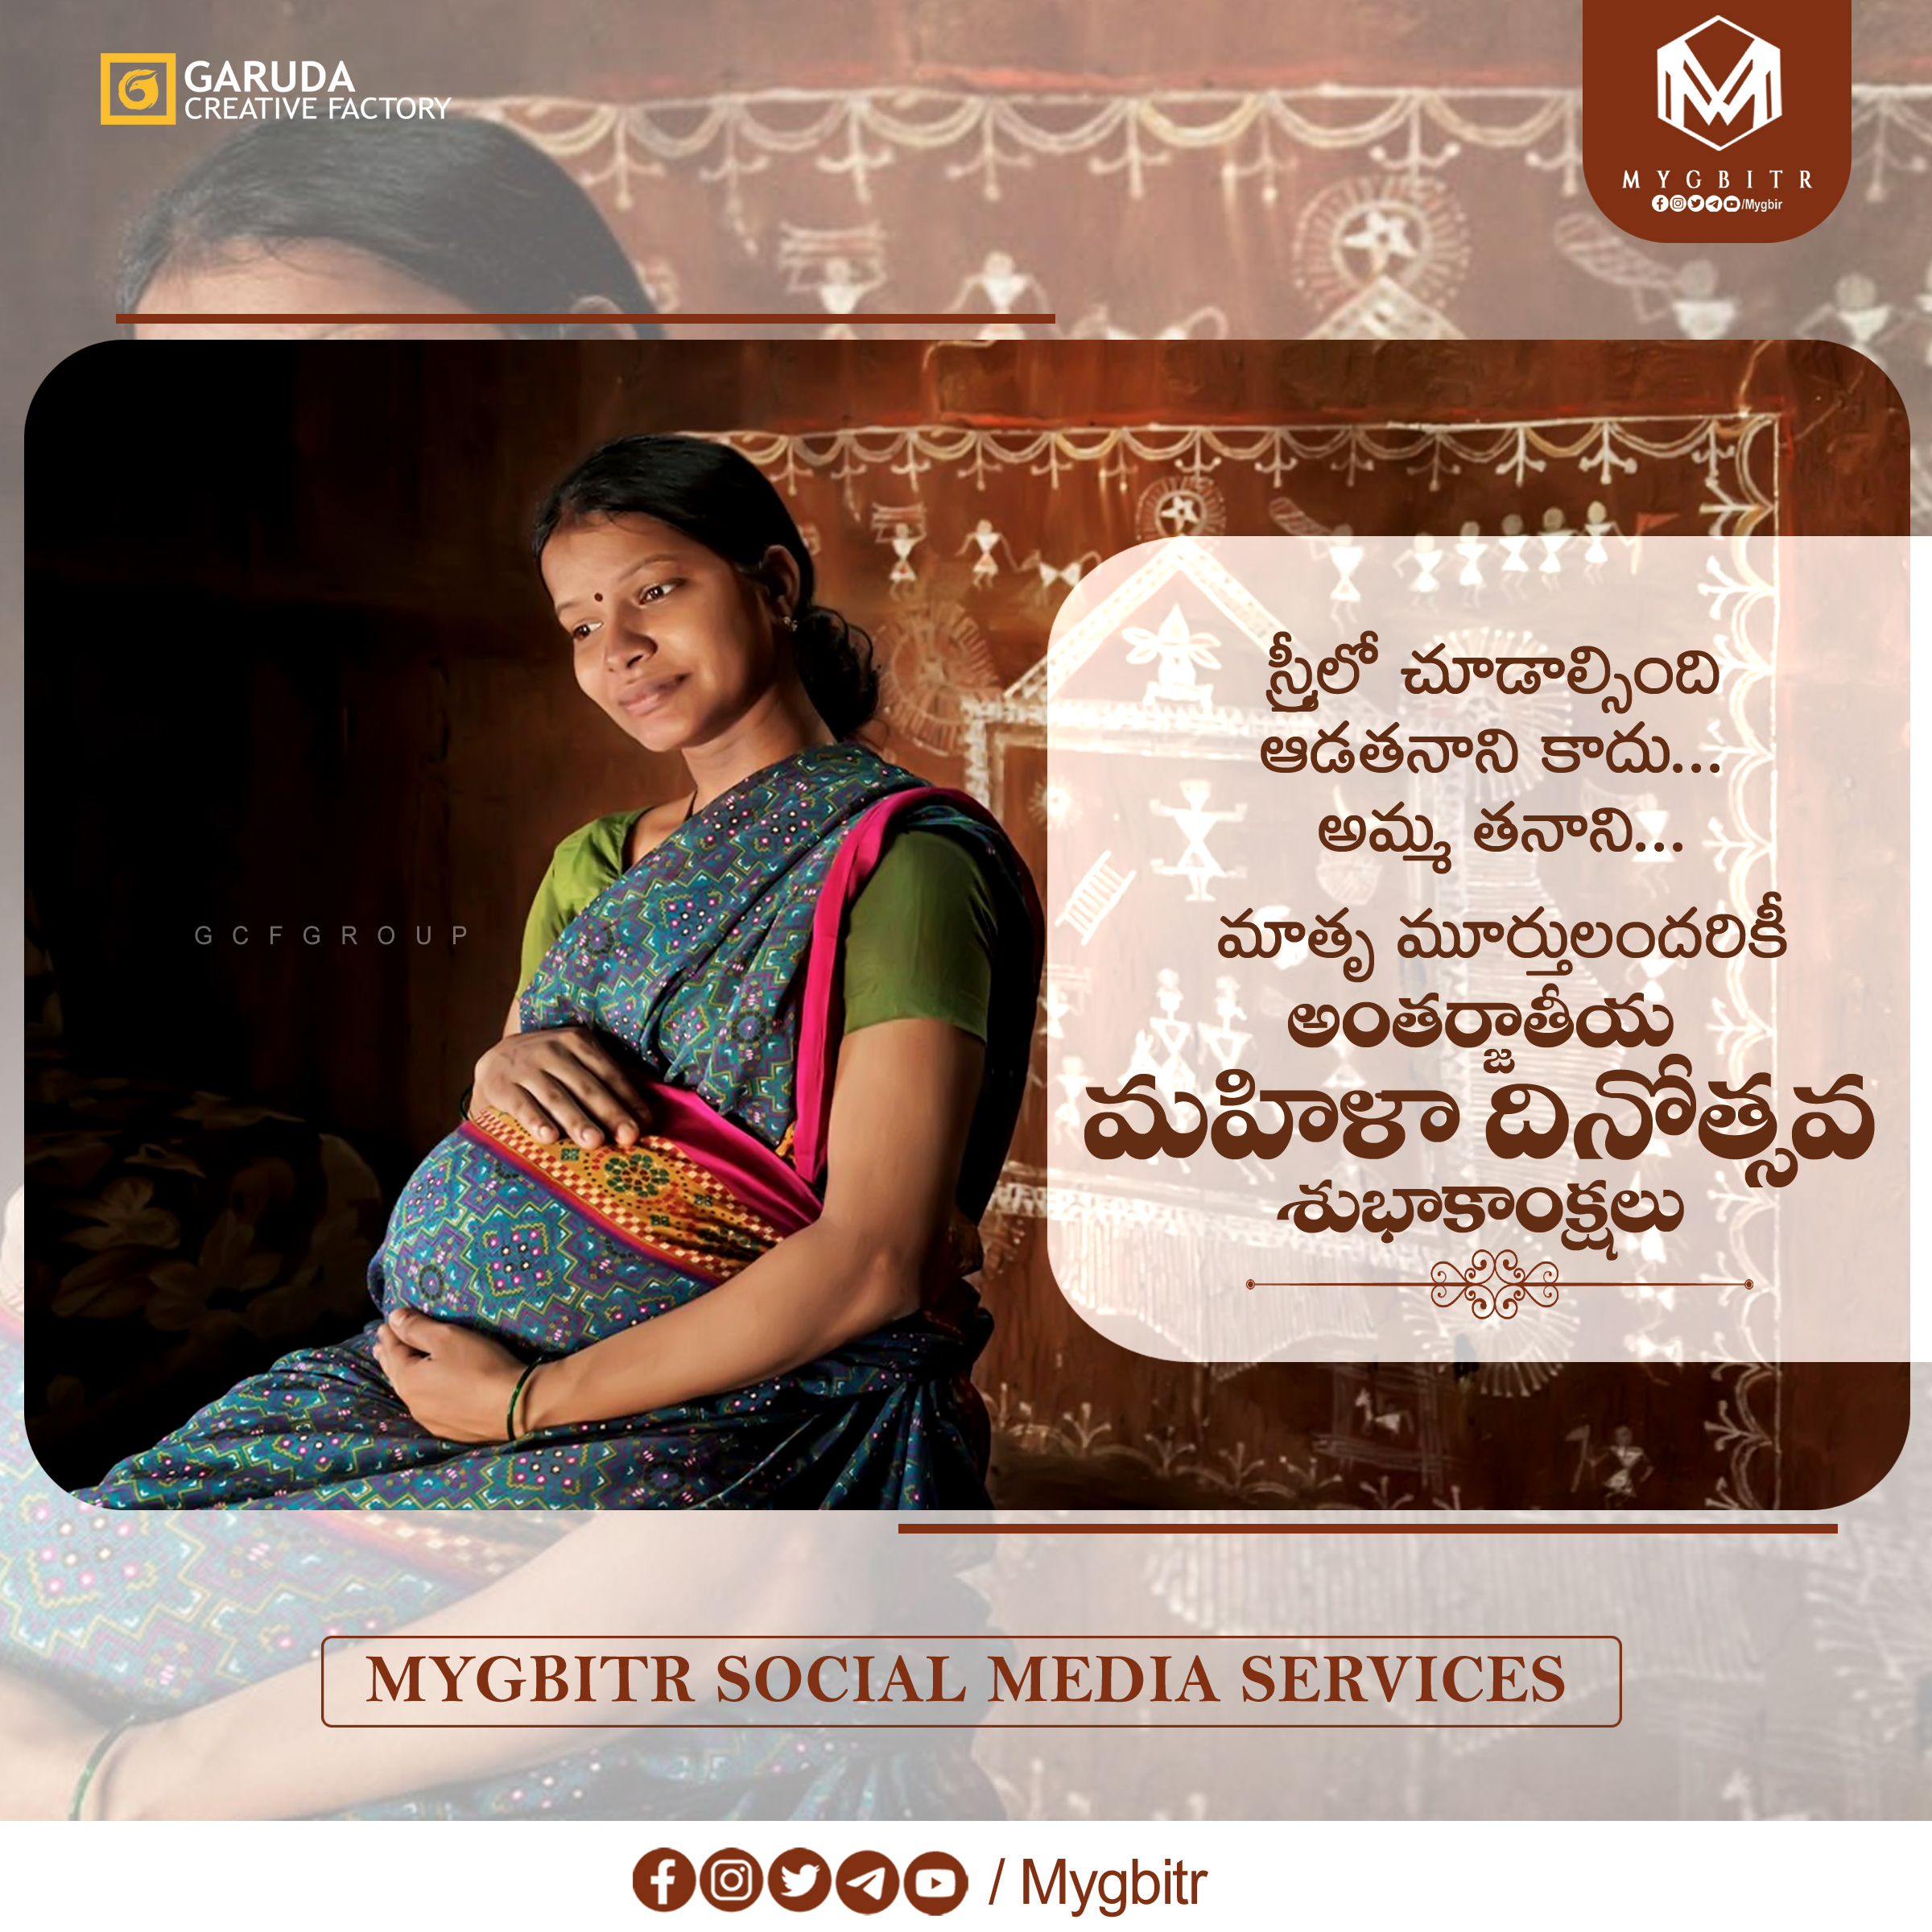 GARUDA
CREATIVE FACTORY
MYGBITR
/Mygbir
స్త్రీలో చూడాల్సింది
ఆడతనాని కాదు...
అమ్మ తనాని...
మాతృ మూర్తులందరికీ
అంతర్జాతీయ
మహిళా దినోత్సవ
శుభాకాంక్షలు
GCFGROUP
MYGBITR SOCIAL MEDIA SERVICES
/ Mygbitr